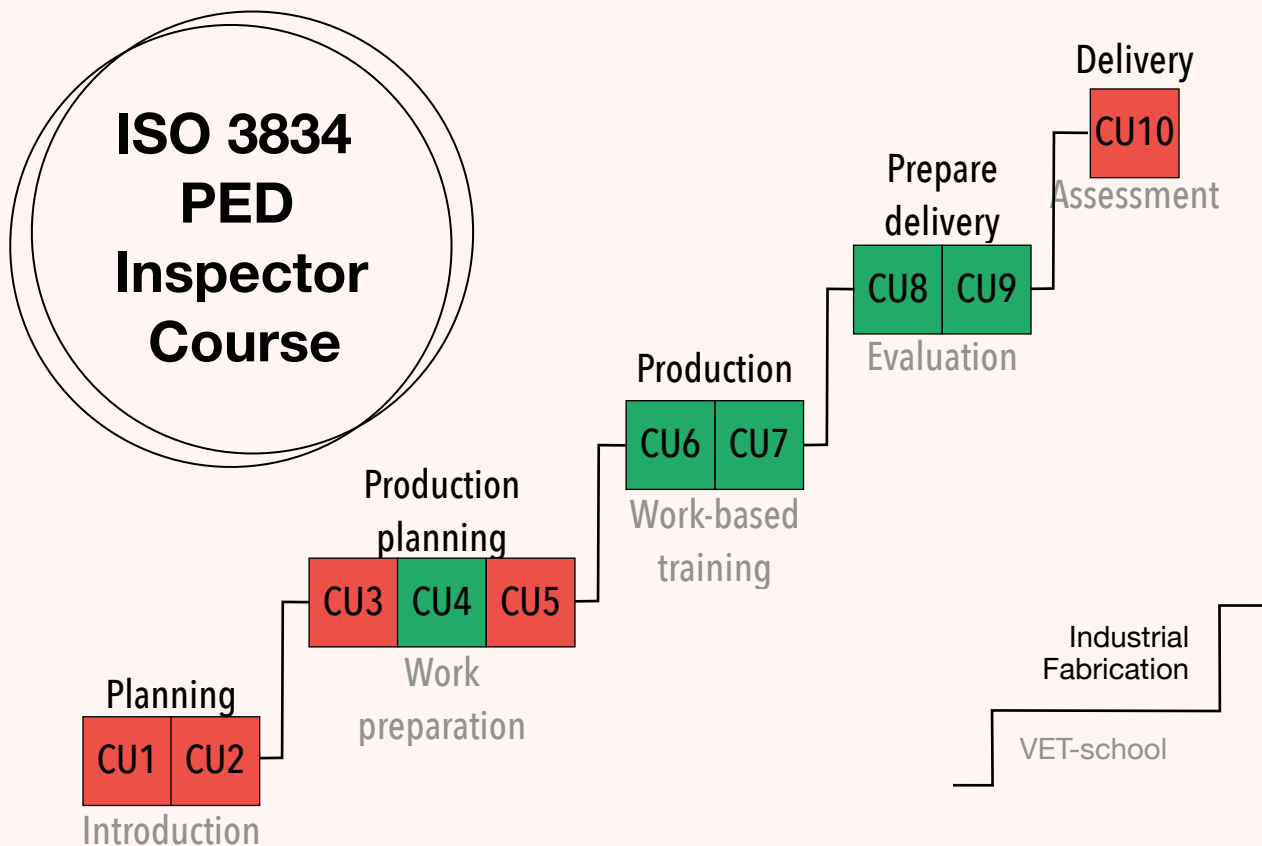 ISO 3834
PED
Inspector
Course
Delivery
CU10
Assessment
Prepare
delivery
CU8 CU9
Evaluation
Production
CU6 CU7
Work-based
training
Production
planning
CU3 CU4 CU5
Work
preparation
Planning
CU1 CU2
Introduction
Industrial
Fabrication
VET-school